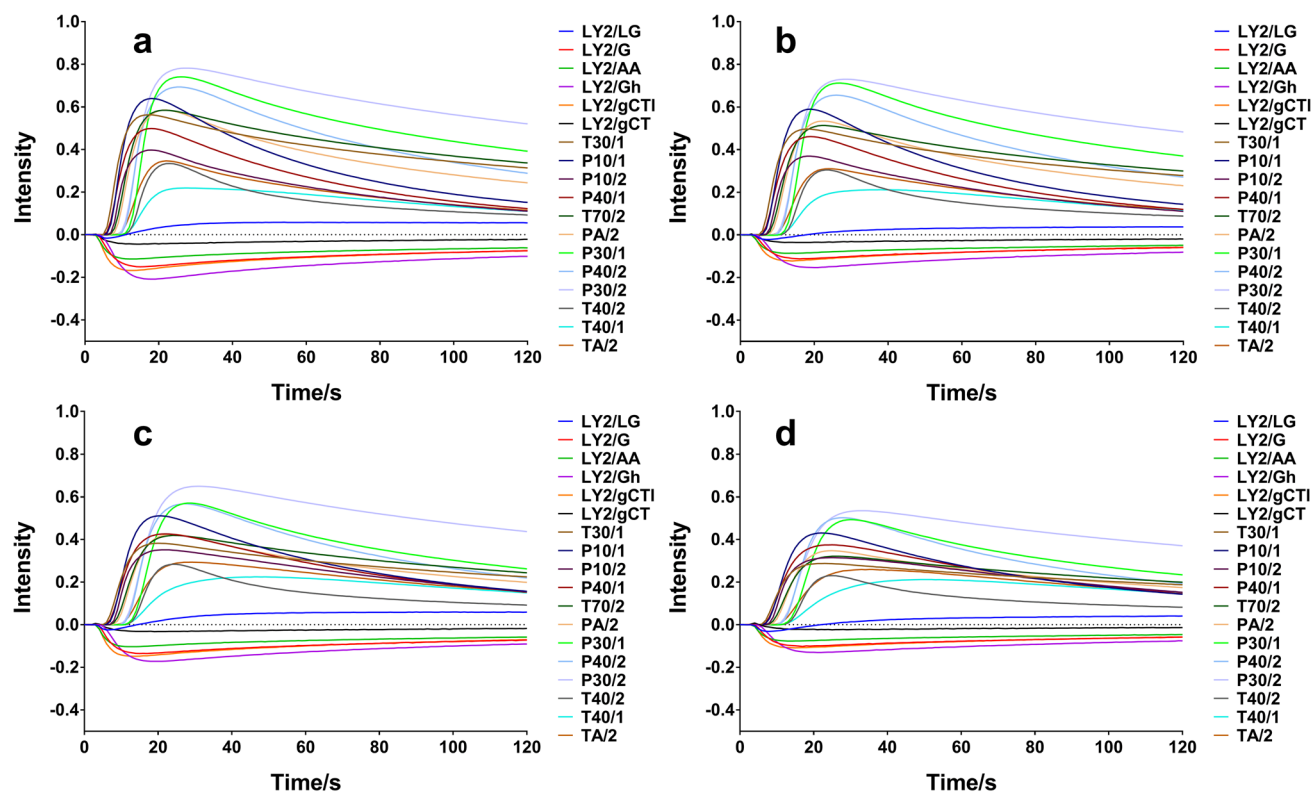 a
Intensity
1.0
0.8
0.6
0.4
0.2
0.0
-0.2
-0.4
0 20 40 60 80 100 120
Time/s
LY2/LG
LY2/G
LY2/AA
LY2/Gh
LY2/gCTl
LY2/gCT
T30/1
P10/1
P10/2
P40/1
T70/2
PA/2
P30/1
P40/2
P30/2
T40/2
T40/1
TA/2
b
Intensity
1.0
0.8
0.6
0.4
0.2
0.0
-0.2
-0.4
0 20 40 60 80 100 120
Time/s
LY2/LG
LY2/G
LY2/AA
LY2/Gh
LY2/gCTl
LY2/gCT
T30/1
P10/1
P10/2
P40/1
T70/2
PA/2
P30/1
P40/2
P30/2
T40/2
T40/1
TA/2
c
Intensity
1.0
0.8
0.6
0.4
0.2
0.0
-0.2
-0.4
0 20 40 60 80 100 120
Time/s
LY2/LG
LY2/G
LY2/AA
LY2/Gh
LY2/gCTl
LY2/gCT
T30/1
P10/1
P10/2
P40/1
T70/2
PA/2
P30/1
P40/2
P30/2
T40/2
T40/1
TA/2
d
Intensity
1.0
0.8
0.6
0.4
0.2
0.0
-0.2
-0.4
0 20 40 60 80 100 120
Time/s
LY2/LG
LY2/G
LY2/AA
LY2/Gh
LY2/gCTl
LY2/gCT
T30/1
P10/1
P10/2
P40/1
T70/2
PA/2
P30/1
P40/2
P30/2
T40/2
T40/1
TA/2